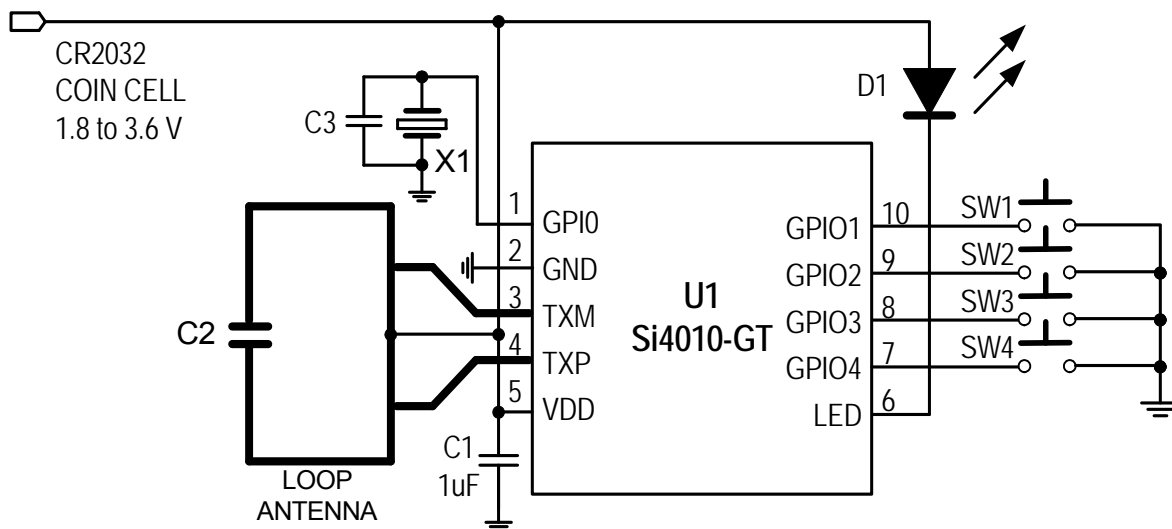 CR2032
COIN CELL
1.8 to 3.6 V
D1
C3
X1
1
GPI0
10
GPIO1
SW1
2
GND
9
GPIO2
SW2
3
TXM
U1
8
GPIO3
SW3
C2
4
TXP
Si4010-GT
7
GPIO4
SW4
5
VDD
6
LED
C1
1uF
LOOP
ANTENNA